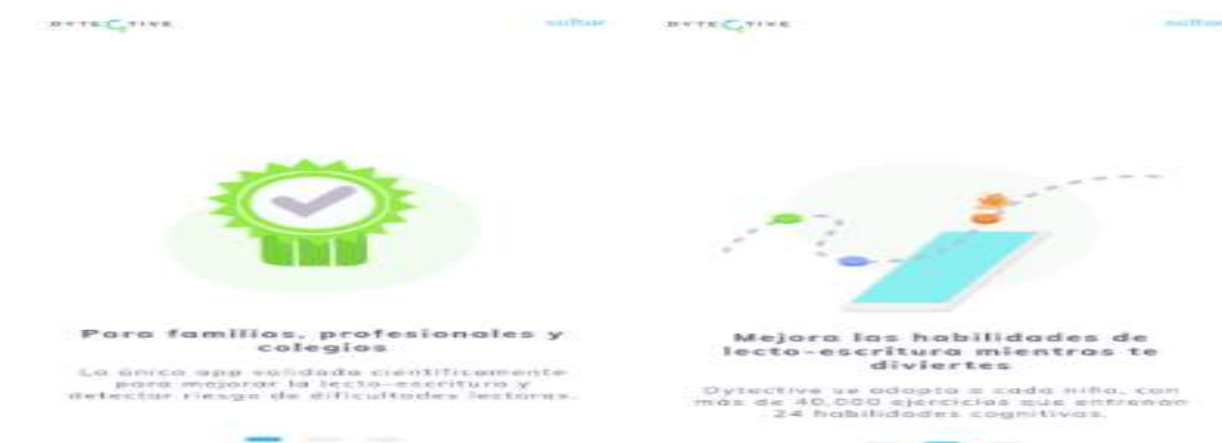 DYTECTIVE
saltar
Para familias, profesionales y
colegios
La única app validada científicamente
para mejorar la lecto-escritura y
detectar riesgo de dificultades lectoras.
DYTECTIVE
saltar
Mejora las habilidades de
lecto-escritura mientras te
diviertes
Dytective se adapta a cada niño, con
más de 40.000 ejercicios que entrenan
24 habilidades cognitivas.